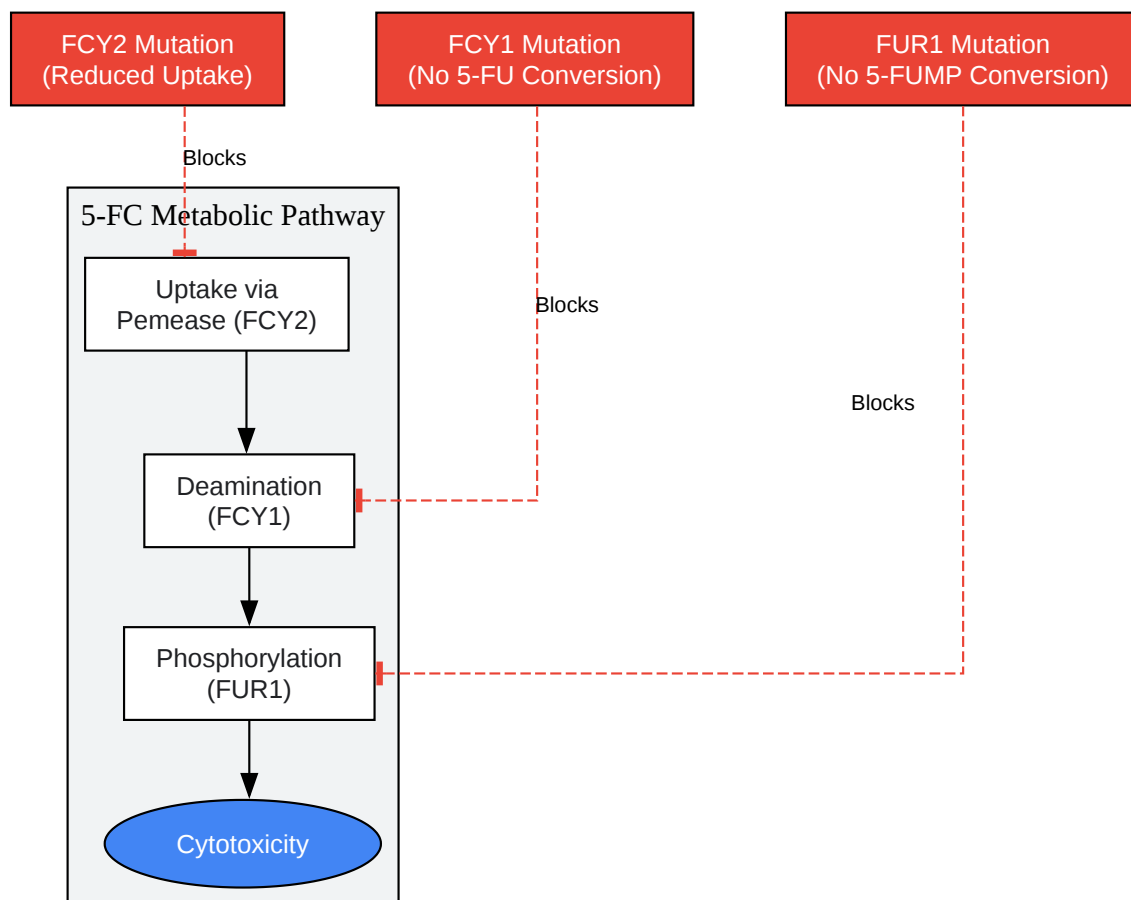 FCY2 Mutation
(Reduced Uptake)
FCY1 Mutation
(No 5-FU Conversion)
FUR1 Mutation
(No 5-FUMP Conversion)
Blocks
5-FC Metabolic Pathway
Uptake via
Pemease (FCY2)
Blocks
Blocks
Deamination
(FCY1)
Phosphorylation
(FUR1)
Cytotoxicity